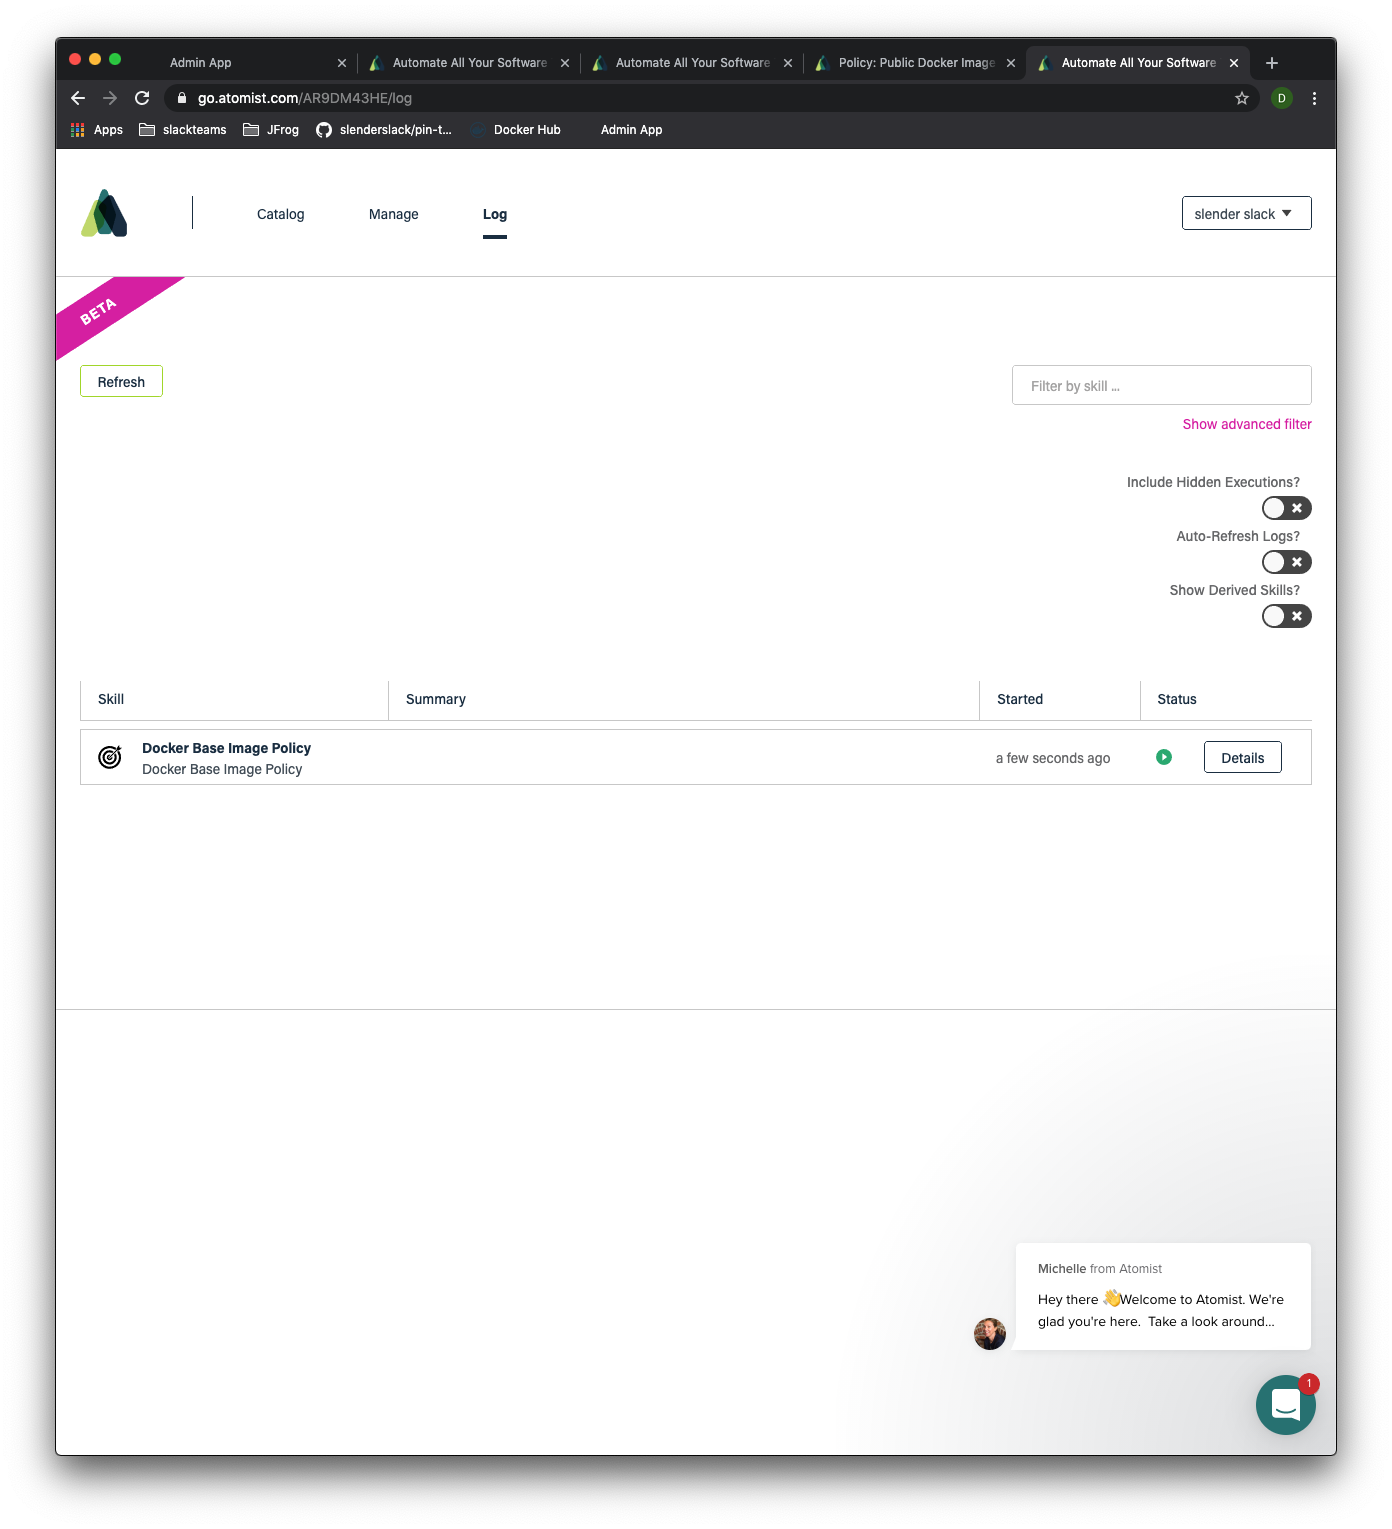 Admin App
Automate All Your Software
Automate All Your Software
Policy: Public Docker Image
Automate All Your Software
go.atomist.com/AR9DM43HE/log
D
Apps
slackteams
JFrog
slenderslack/pin-t...
Docker Hub
Admin App
Catalog
Manage
Log
slender slack
BETA
Refresh
Filter by skill ...
Show advanced filter
Include Hidden Executions?
Auto-Refresh Logs?
Show Derived Skills?
Skill
Summary
Started
Status
Docker Base Image Policy
Docker Base Image Policy
a few seconds ago
Details
Michelle from Atomist
Hey there 👋Welcome to Atomist. We're
glad you're here.  Take a look around...
1